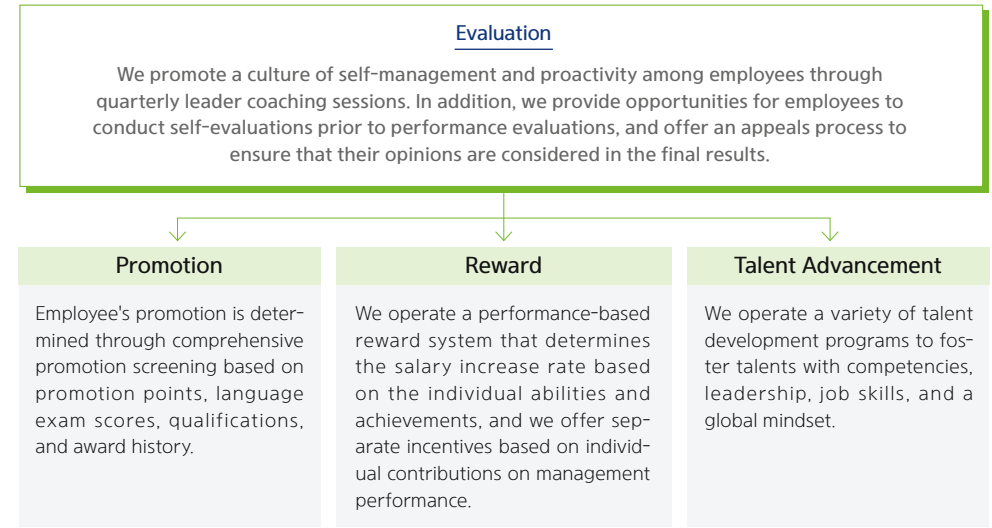 Evaluation
We promote a culture of self-management and proactivity among employees through
quarterly leader coaching sessions. In addition, we provide opportunities for employees to
conduct self-evaluations prior to performance evaluations, and offer an appeals process to
ensure that their opinions are considered in the final results.
Promotion
Employee's promotion is deter-
mined through comprehensive
promotion screening based on
promotion points, language
exam scores, qualifications,
and award history.
Reward
We operate a performance-based
reward system that determines
the salary increase rate based
on the individual abilities and
achievements, and we offer sep-
arate incentives based on individ-
ual contributions on management
performance.
Talent Advancement
We operate a variety of talent
development programs to fos-
ter talents with competencies,
leadership, job skills, and a
global mindset.